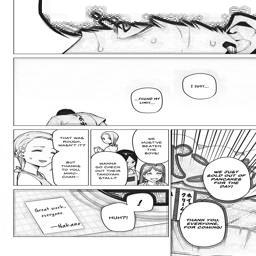 I JUST...
...FOUND MY
LIMIT...
THAT WAS
ROUGH,
WASN'T IT?
BUT
THANKS
TO YOU,
MIRO-
CHAN~
WE
MUST'VE
BEATEN
THE
BOYS!
WANNA
GO CHECK
OUT THEIR
TAKOYAKI
STALL?
WE JUST
SOLD OUT OF
PANCAKES FOR
THE DAY!
THANK YOU,
EVERYONE,
FOR COMING!
Great work,
everyone.
HUH?!